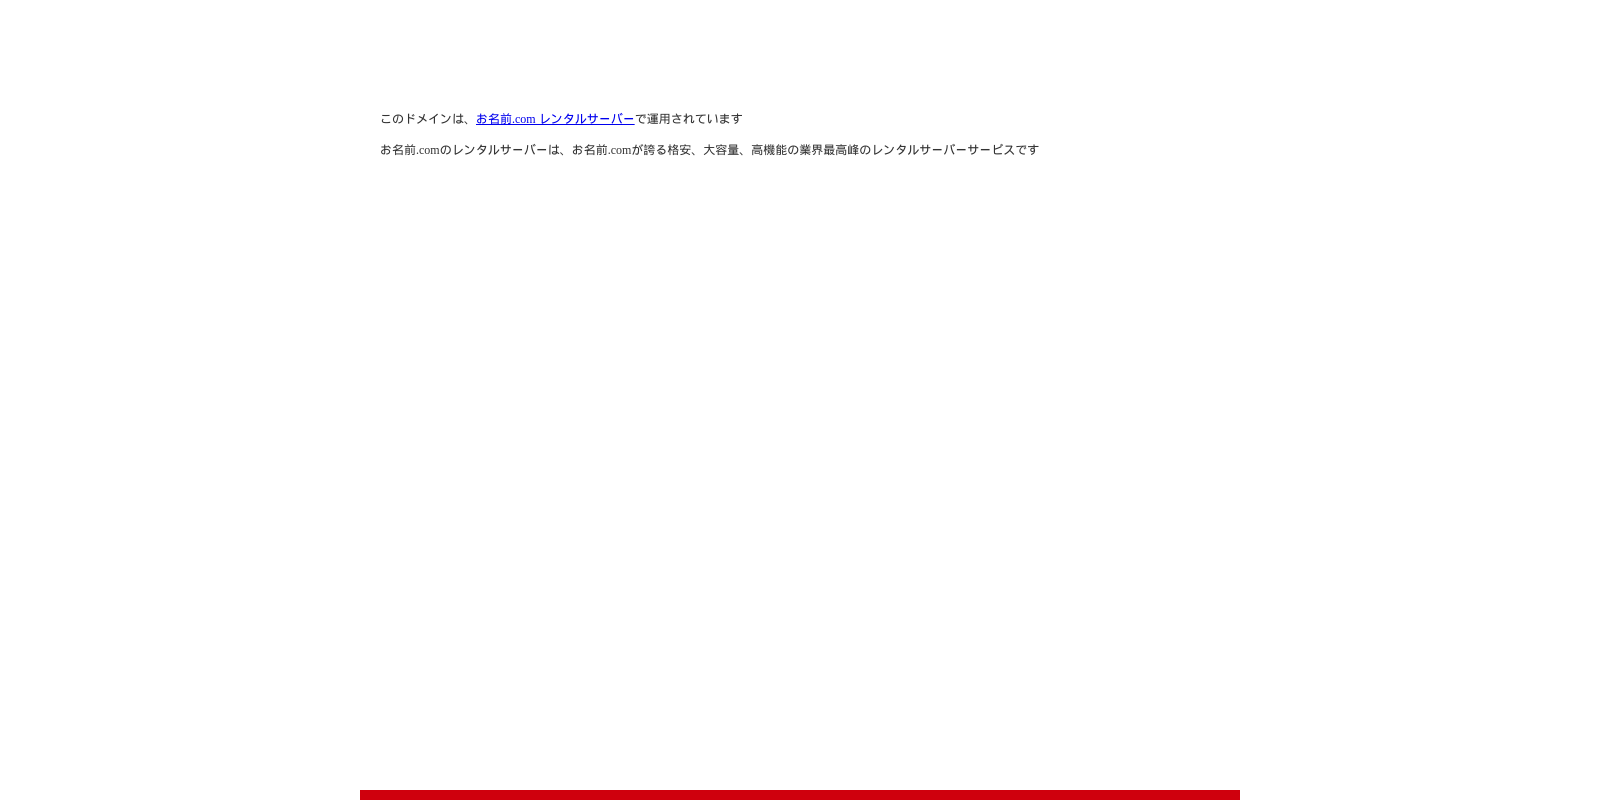 このドメインは、お名前.com レンタルサーバーで運用されています
お名前.comのレンタルサーバーは、お名前.comが誇る格安、大容量、高機能の業界最高峰のレンタルサーバーサービスです